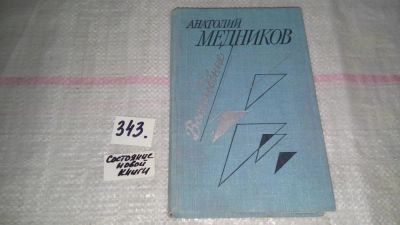 АНАТОЛИЙ
МЕДНИКОВ
343.
Состояние
новой
книги